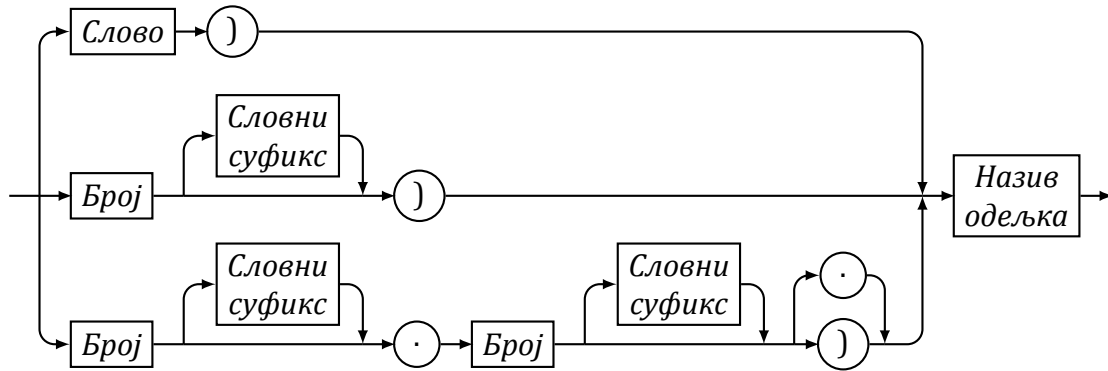 Слово )
Словни
суфикс
Број )
Назив
одељка
Словни
суфикс
Словни
суфикс
.
Број . Број )